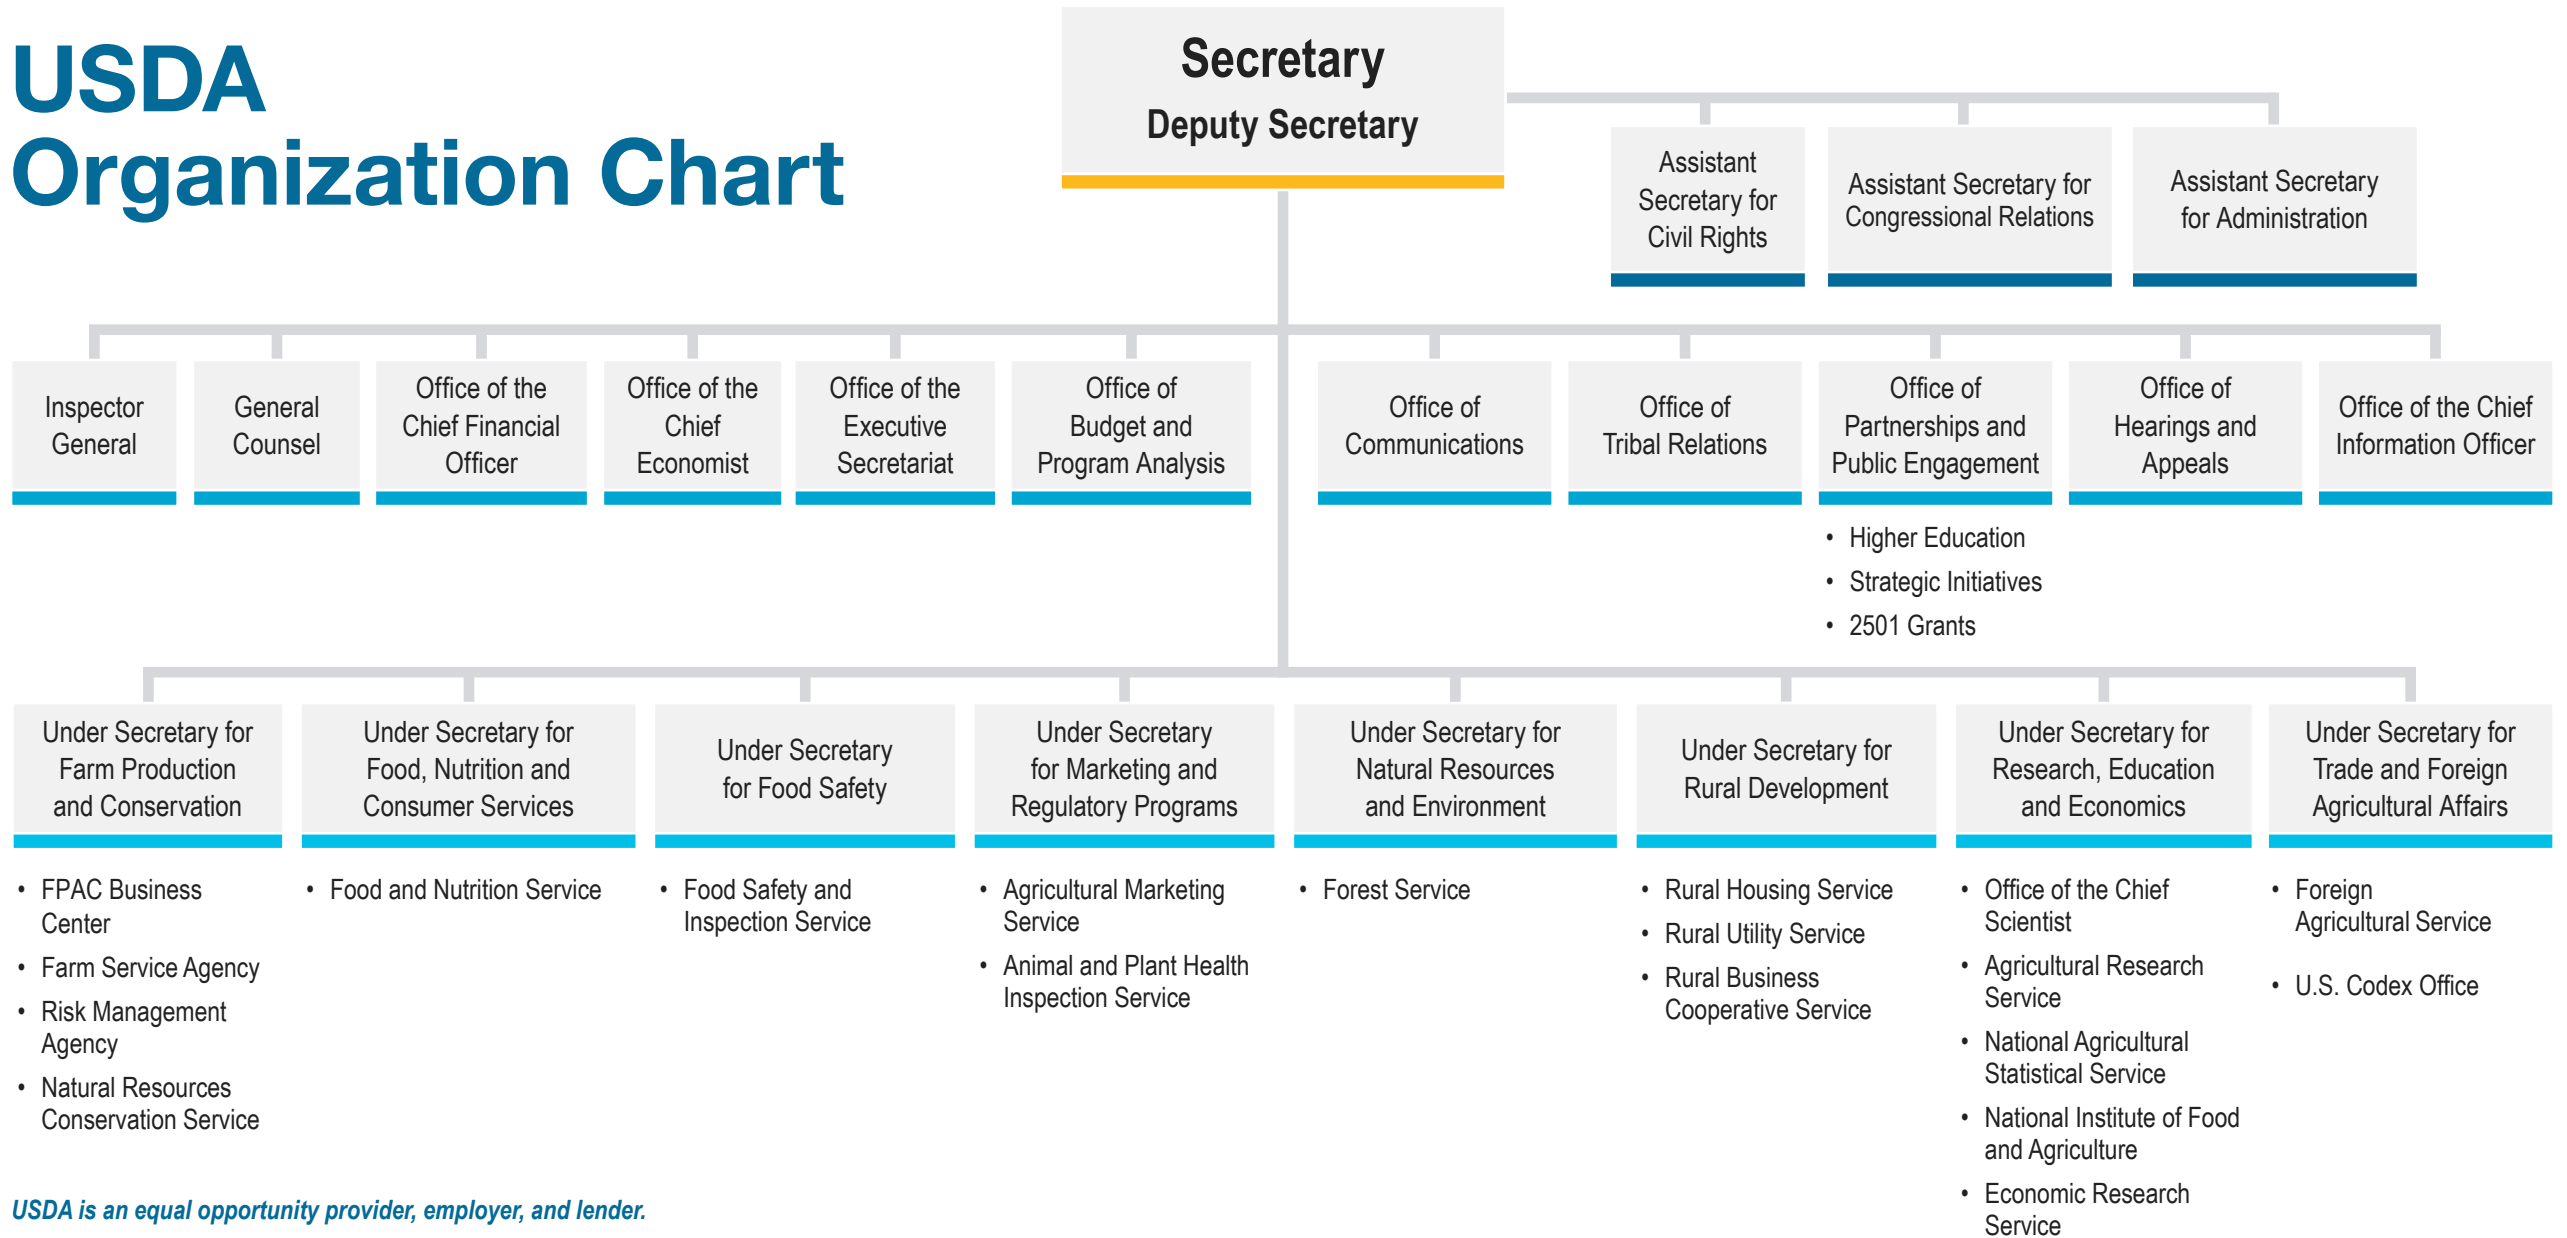 USDA
Organization Chart
Secretary
Deputy Secretary
Assistant
Secretary for
Civil Rights
Assistant Secretary for
Congressional Relations
Assistant Secretary
for Administration
Inspector
General
General
Counsel
Office of the
Chief Financial
Officer
Office of the
Chief
Economist
Office of the
Executive
Secretariat
Office of
Budget and
Program Analysis
Office of
Communications
Office of
Tribal Relations
Office of
Partnerships and
Public Engagement
• Higher Education
• Strategic Initiatives
• 2501 Grants
Office of
Hearings and
Appeals
Office of the Chief
Information Officer
Under Secretary for
Farm Production
and Conservation
• FPAC Business
Center
• Farm Service Agency
• Risk Management
Agency
• Natural Resources
Conservation Service
Under Secretary for
Food, Nutrition and
Consumer Services
• Food and Nutrition Service
Under Secretary
for Food Safety
• Food Safety and
Inspection Service
Under Secretary
for Marketing and
Regulatory Programs
• Agricultural Marketing
Service
• Animal and Plant Health
Inspection Service
Under Secretary for
Natural Resources
and Environment
• Forest Service
Under Secretary for
Rural Development
• Rural Housing Service
• Rural Utility Service
• Rural Business
Cooperative Service
Under Secretary for
Research, Education
and Economics
• Office of the Chief
Scientist
• Agricultural Research
Service
• National Agricultural
Statistical Service
• National Institute of Food
and Agriculture
• Economic Research
Service
Under Secretary for
Trade and Foreign
Agricultural Affairs
• Foreign
Agricultural Service
• U.S. Codex Office
USDA is an equal opportunity provider, employer, and lender.